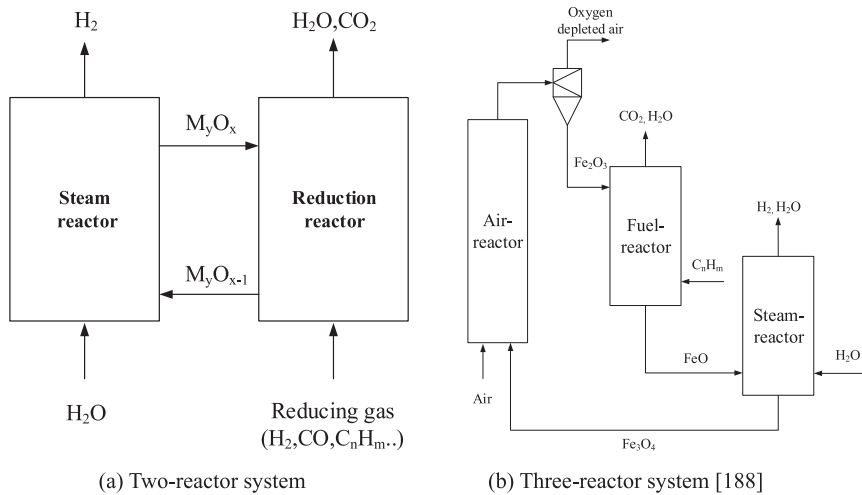 H₂
H₂O,CO₂
MᵧOₓ
Steam
reactor
Reduction
reactor
MᵧOₓ₋₁
H₂O
Reducing gas
(H₂,CO,CₙHₘ..)
(a) Two-reactor system
Oxygen
depleted air
CO₂, H₂O
Fe₂O₃
Air-
reactor
Fuel-
reactor
H₂, H₂O
CₙHₘ
Steam-
reactor
FeO
H₂O
Air
Fe₃O₄
(b) Three-reactor system [188]